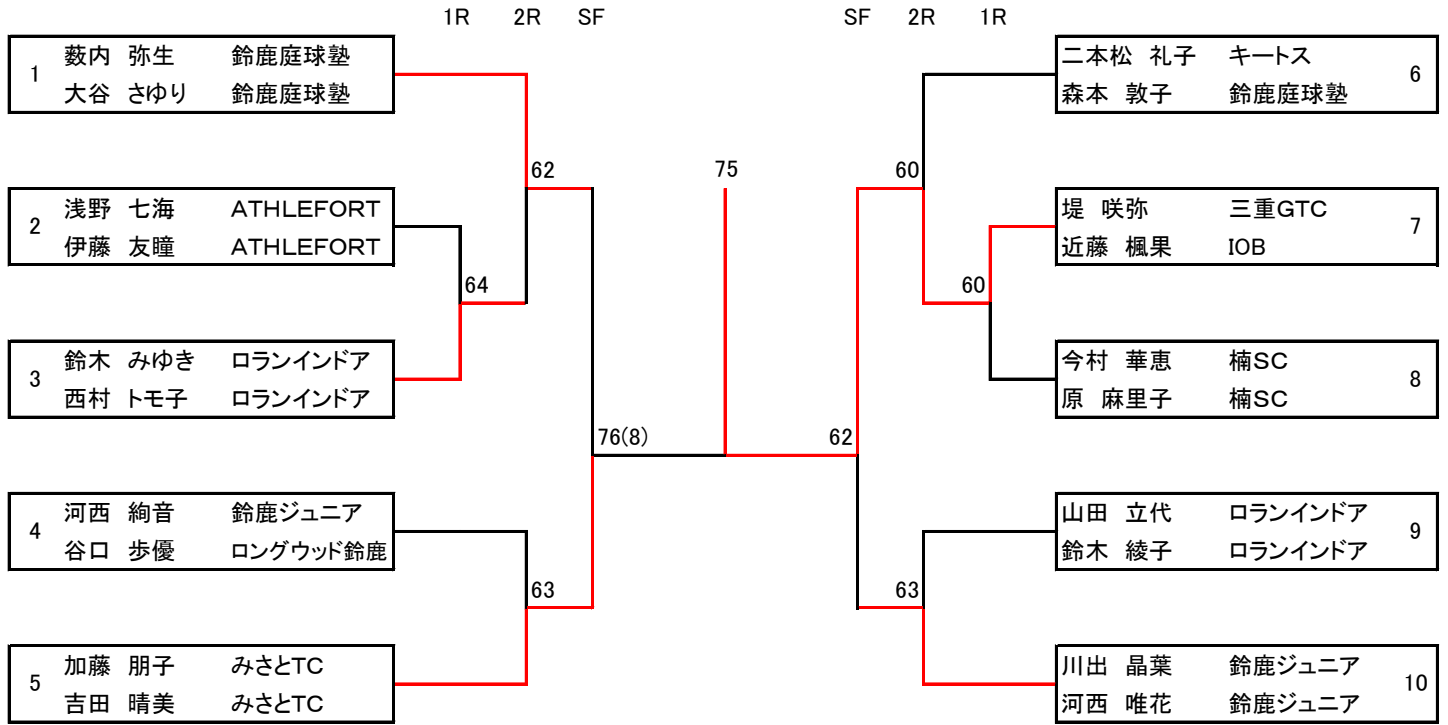 1R 2R SF SF 2R 1R
1 薮内 弥生 鈴鹿庭球塾
大谷 さゆり 鈴鹿庭球塾
二本松 礼子 キートス 6
森本 敦子 鈴鹿庭球塾
62 75 60
2 浅野 七海 ATHLEFORT
伊藤 友瞳 ATHLEFORT
堤 咲弥 三重GTC 7
近藤 楓果 IOB
64 60
3 鈴木 みゆき ロランインドア
西村 トモ子 ロランインドア
今村 華恵 楠SC 8
原 麻里子 楠SC
76(8) 62
4 河西 絢音 鈴鹿ジュニア
谷口 歩優 ロングウッド鈴鹿
山田 立代 ロランインドア 9
鈴木 綾子 ロランインドア
63 63
5 加藤 朋子 みさとTC
吉田 晴美 みさとTC
川出 晶葉 鈴鹿ジュニア 10
河西 唯花 鈴鹿ジュニア